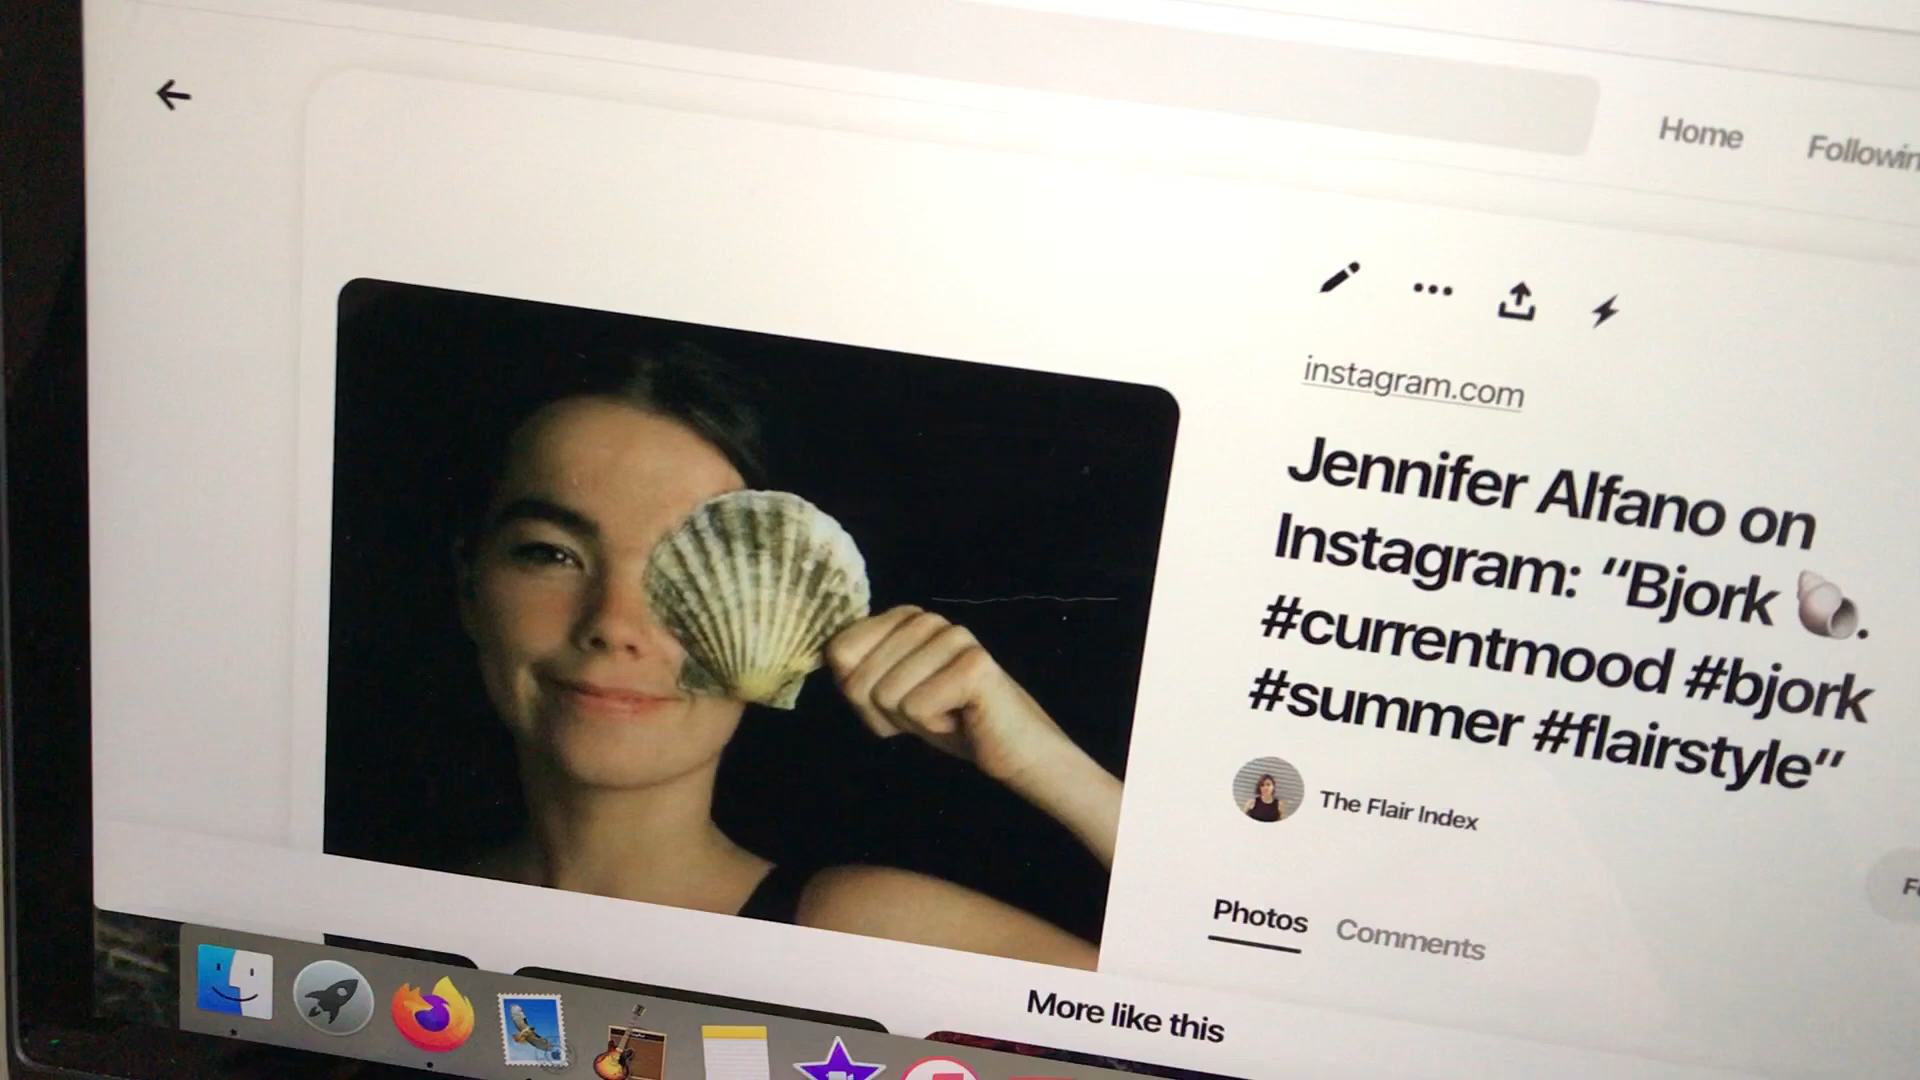 Home
Followin
instagram.com
Jennifer Alfano on
Instagram: “Bjork 🐚.
#currentmood #bjork
#summer #flairstyle”
The Flair Index
Photos Comments
More like this